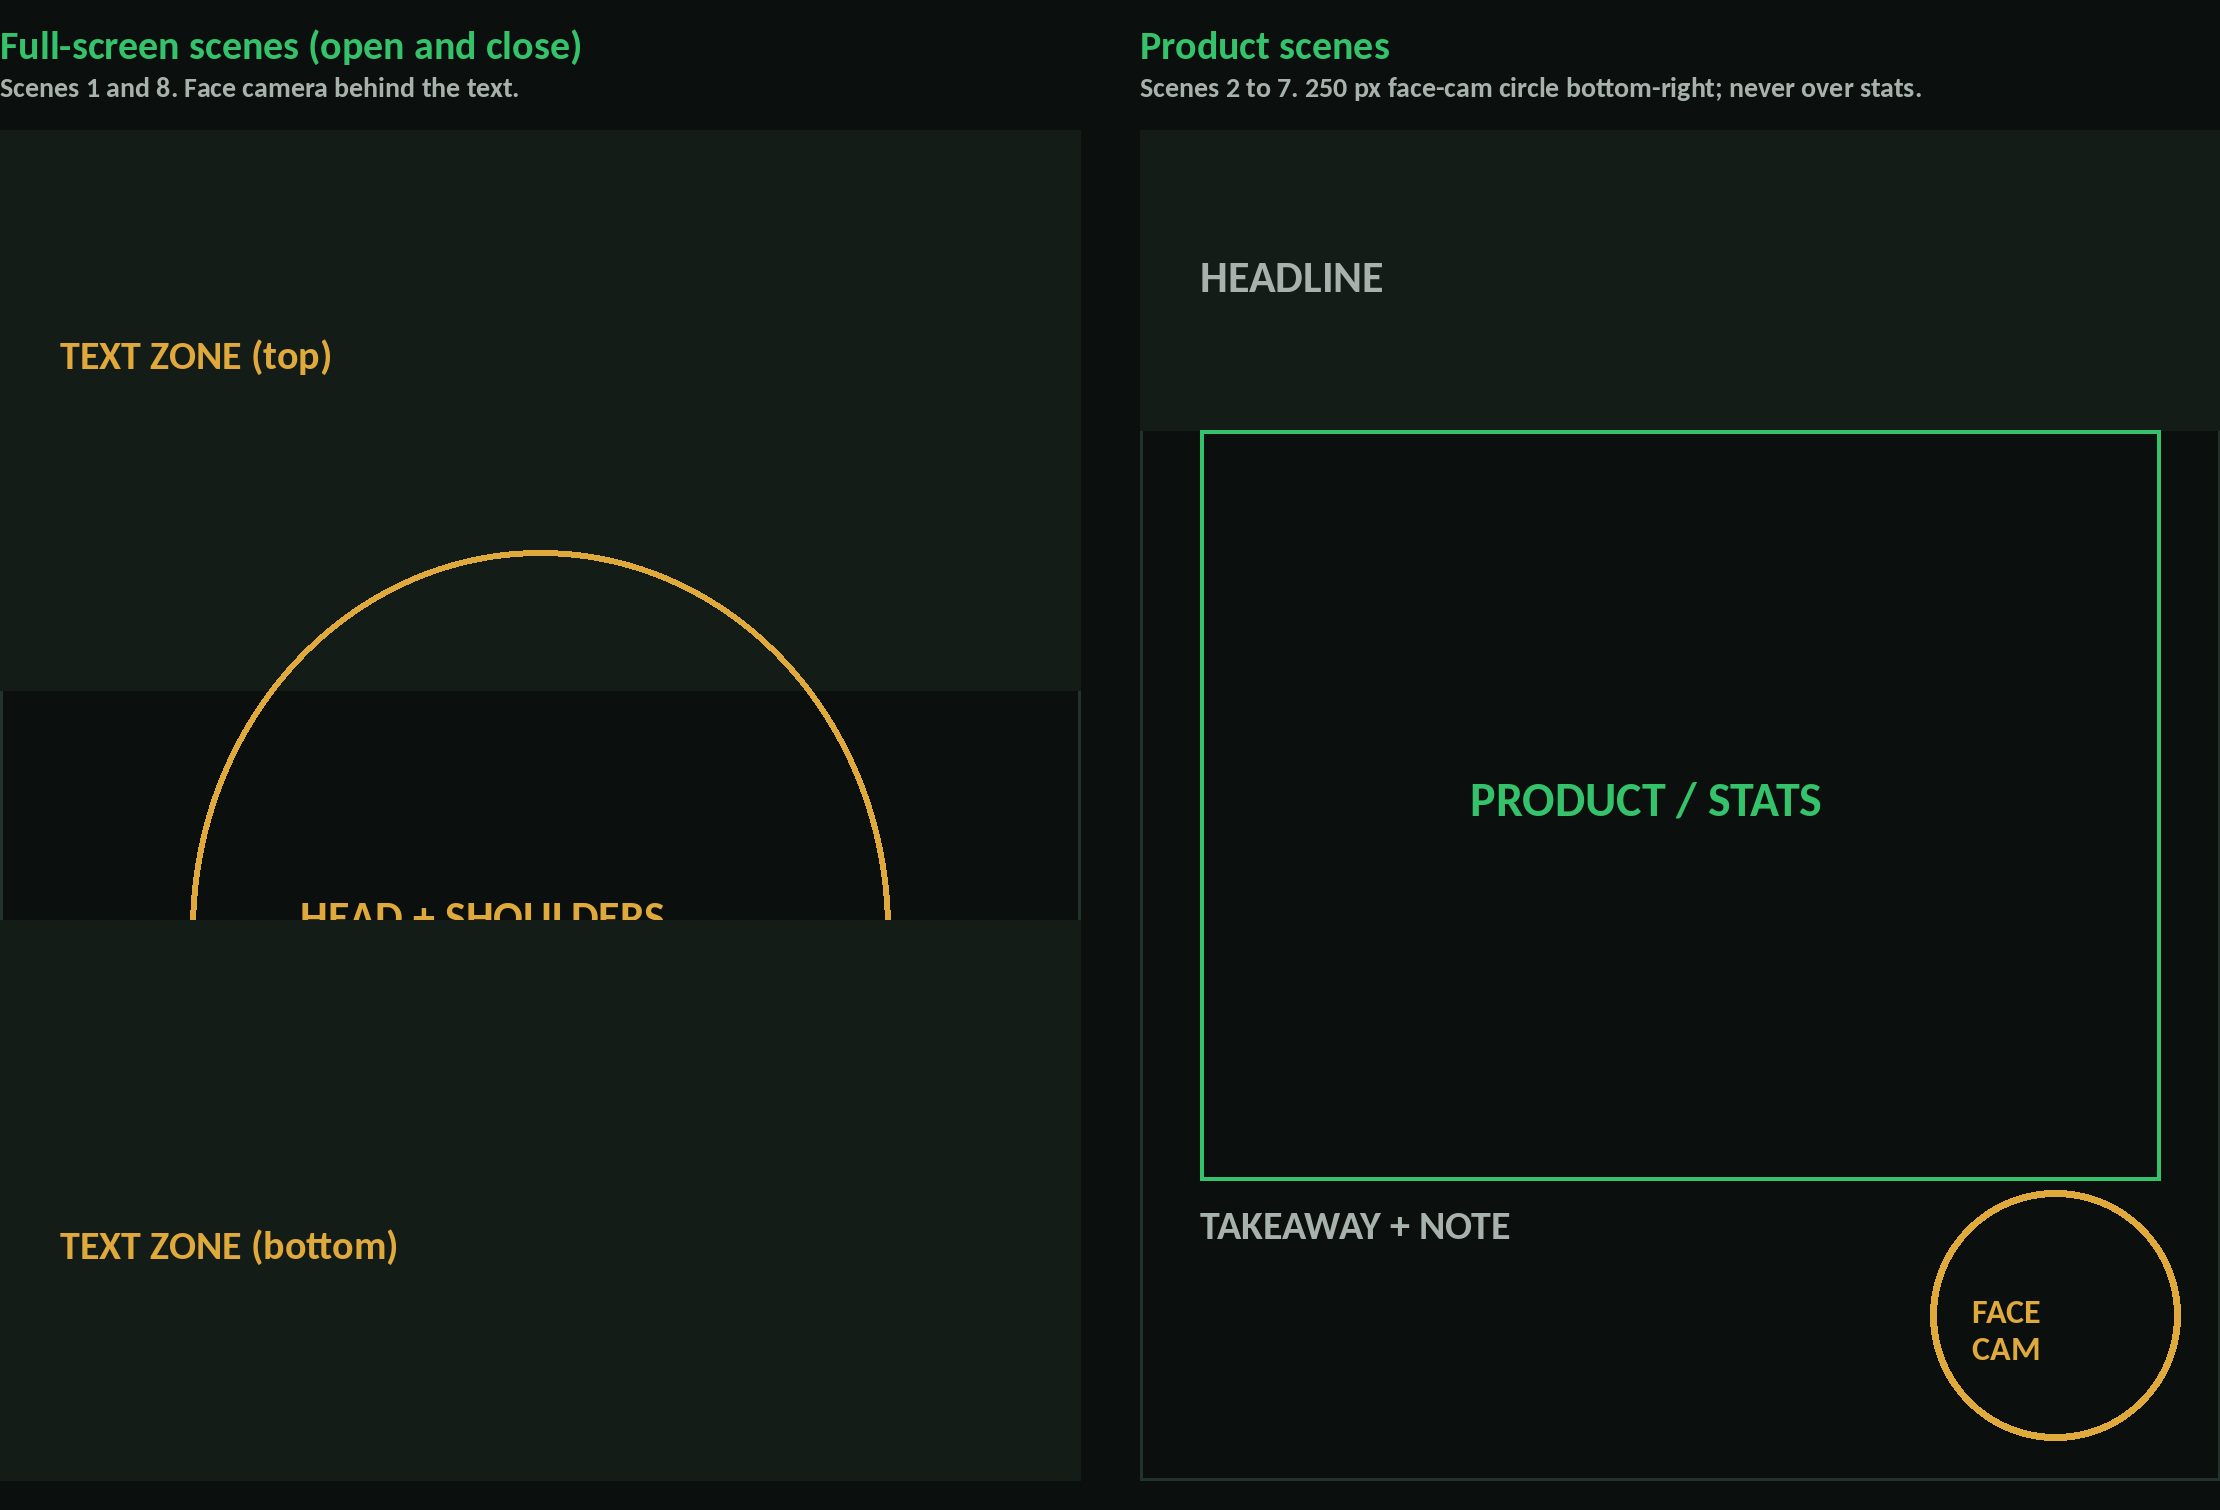 Full-screen scenes (open and close)
Scenes 1 and 8. Face camera behind the text.
TEXT ZONE (top)
HEAD + SHOULDERS
TEXT ZONE (bottom)
Product scenes
Scenes 2 to 7. 250 px face-cam circle bottom-right; never over stats.
HEADLINE
PRODUCT / STATS
TAKEAWAY + NOTE
FACE
CAM